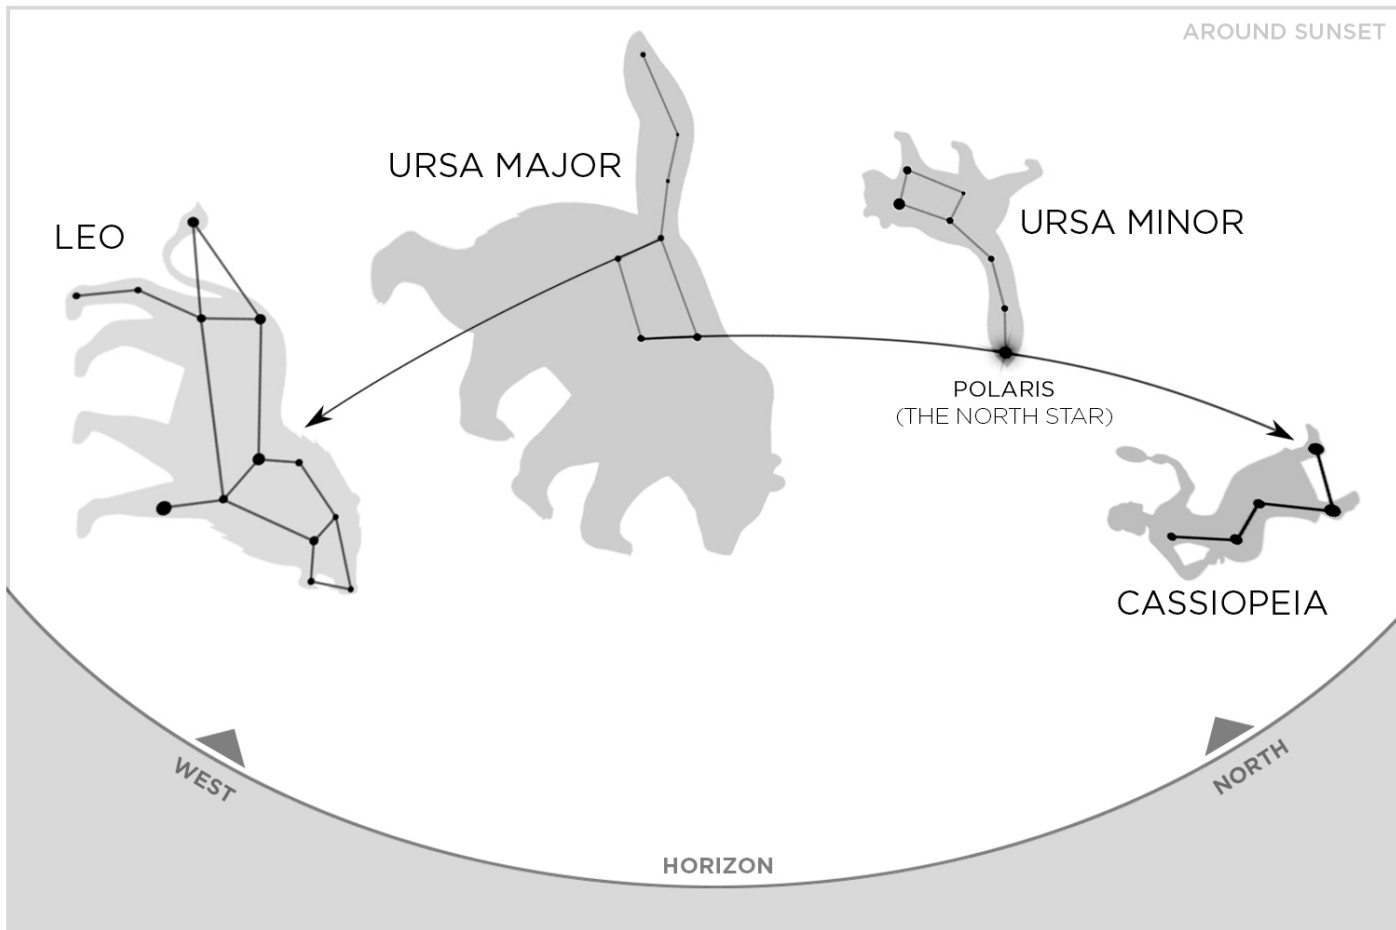 AROUND SUNSET
URSA MAJOR
LEO
URSA MINOR
POLARIS
(THE NORTH STAR)
CASSIOPEIA
WEST
NORTH
HORIZON